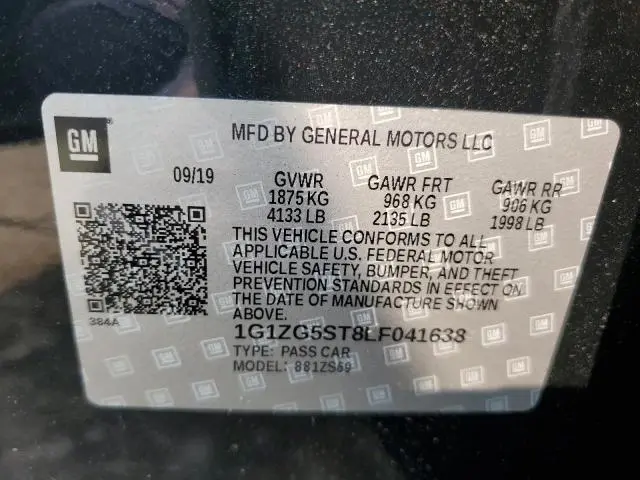 GM
MFD BY GENERAL MOTORS LLC
09/19 GVWR GAWR FRT GAWR RR
1875 KG 968 KG 906 KG
4133 LB 2135 LB 1998 LB
THIS VEHICLE CONFORMS TO ALL
APPLICABLE U.S. FEDERAL MOTOR
VEHICLE SAFETY, BUMPER, AND THEFT
PREVENTION STANDARDS IN EFFECT ON
THE DATE OF MANUFACTURE SHOWN
ABOVE.
384A
1G1ZG5ST8LF041638
TYPE: PASS CAR
MODEL: 881ZS69